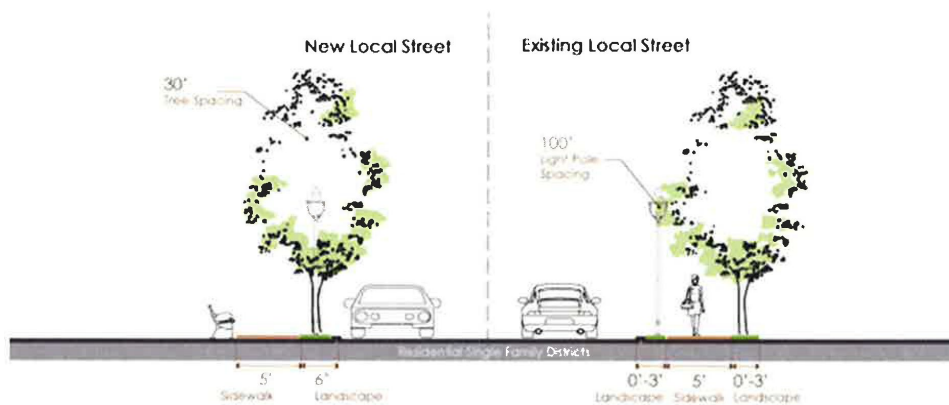 New Local Street
Existing Local Street
30'
Tree Spacing
100'
Light Pole
Spacing
Residential Single Family Districts
5'
Sidewalk
6'
Landscape
0'-3'
Landscape
5'
Sidewalk
0'-3'
Landscape